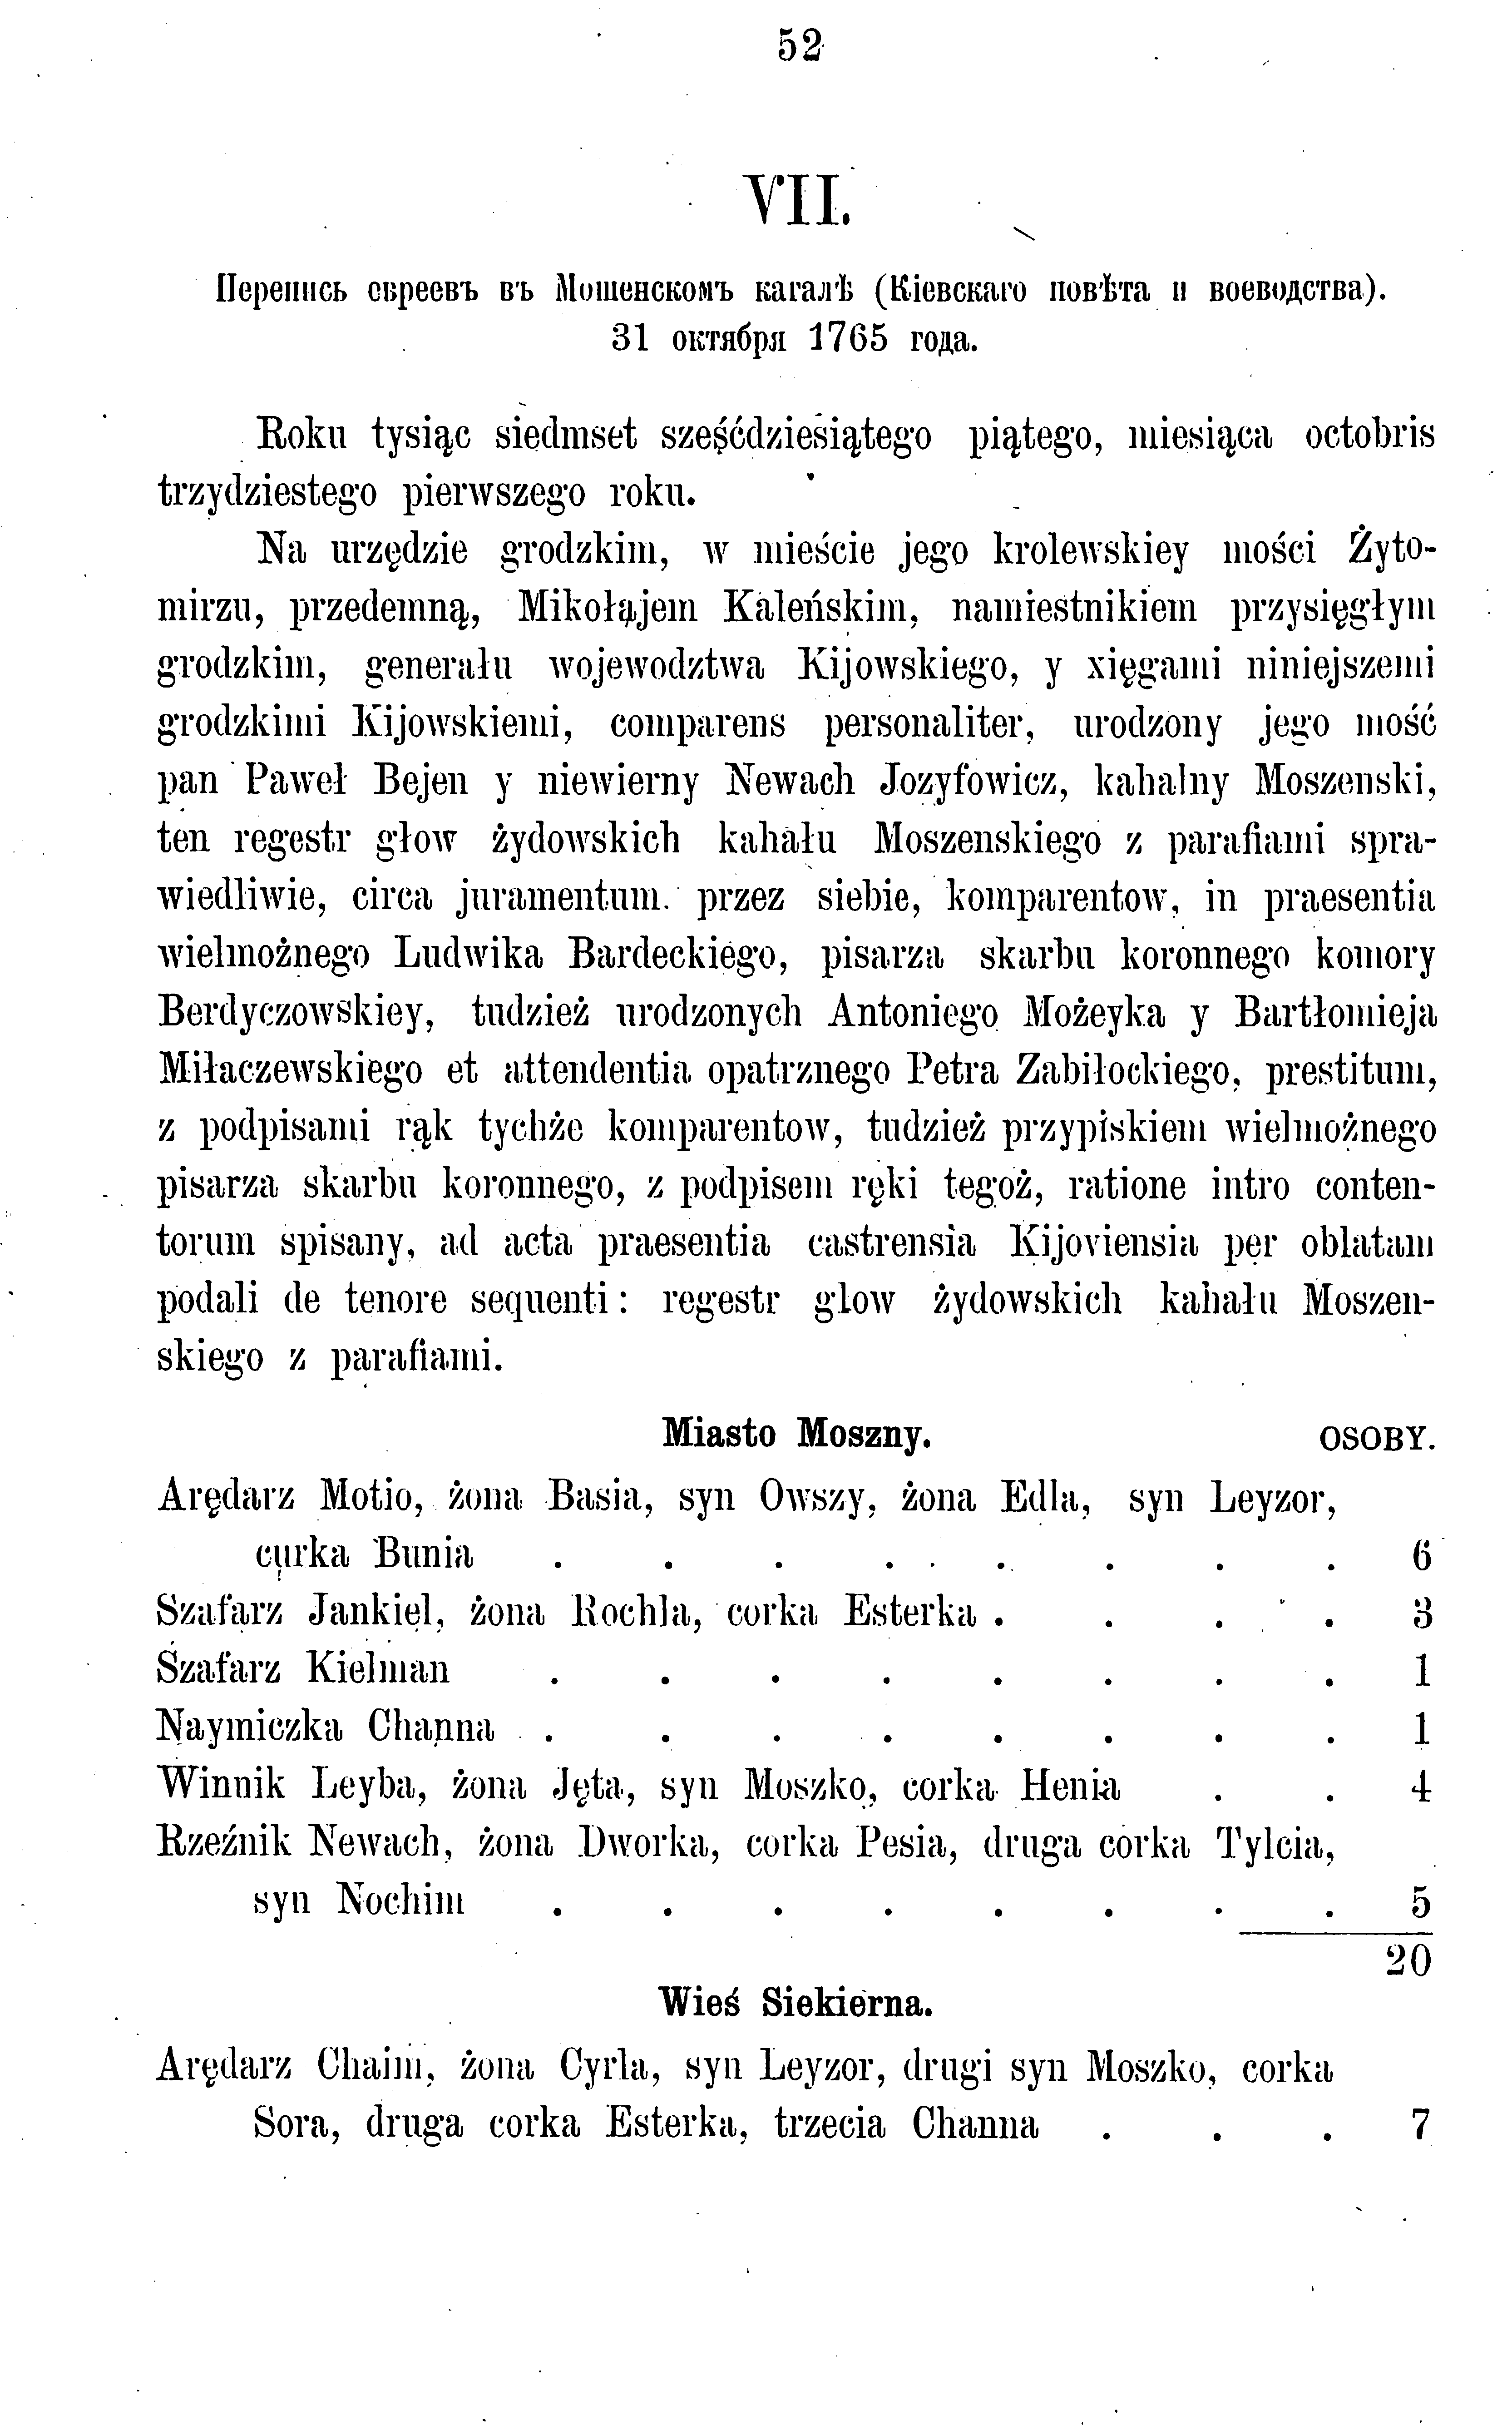 52
VII.
Перепись евреевъ въ Мошенскомъ кагалѣ (Кіевскаго повѣта и воеводства).
31 октября 1765 года.
Roku tysiąc siedmset sześćdziesiątego piątego, miesiąca octobris
trzydziestego pierwszego roku.
Na urzędzie grodzkim, w mieście jego krolewskiey mości Żyto-
mirzu, przedemną, Mikołajem Kaleńskim, namiestnikiem przysięgłym
grodzkim, generału wojewodztwa Kijowskiego, y xięgami niniejszemi
grodzkimi Kijowskiemi, comparens personaliter, urodzony jego mość
pan Paweł Bejen y niewierny Newach Jozyfowicz, kahalny Moszenski,
ten regestr głow żydowskich kahału Moszenskiego z parafiami spra-
wiedliwie, circa juramentum. przez siebie, komparentow, in praesentia
wielmożnego Ludwika Bardeckiego, pisarza skarbu koronnego komory
Berdyczowskiey, tudzież urodzonych Antoniego Możeyka y Bartłomieja
Miłaczewskiego et attendentia opatrznego Petra Zabiłockiego, prestitum,
z podpisami rąk tychże komparentow, tudzież przypiskiem wielmożnego
pisarza skarbu koronnego, z podpisem ręki tegoż, ratione intro conten-
torum spisany, ad acta praesentia castrensia Kijoviensia per oblatam
podali de tenore sequenti: regestr glow żydowskich kahału Moszen-
skiego z parafiami.
Miasto Moszny. OSOBY.
Arędarz Motio, żona Basia, syn Owszy, żona Edla, syn Leyzor,
curka Bunia . . . . . . . . 6
Szafarz Jankiel, żona Rochla, corka Esterka . . . . 3
Szafarz Kielman . . . . . . . . 1
Naymiczka Channa . . . . . . . . 1
Winnik Leyba, żona Jęta, syn Moszko, corka Henia . . 4
Rzeźnik Newach, żona Dworka, corka Pesia, druga corka Tylcia,
syn Nochim . . . . . . . . 5
20
Wieś Siekierna.
Arędarz Chaim, żona Cyrla, syn Leyzor, drugi syn Moszko, corka
Sora, druga corka Esterka, trzecia Channa . . . 7